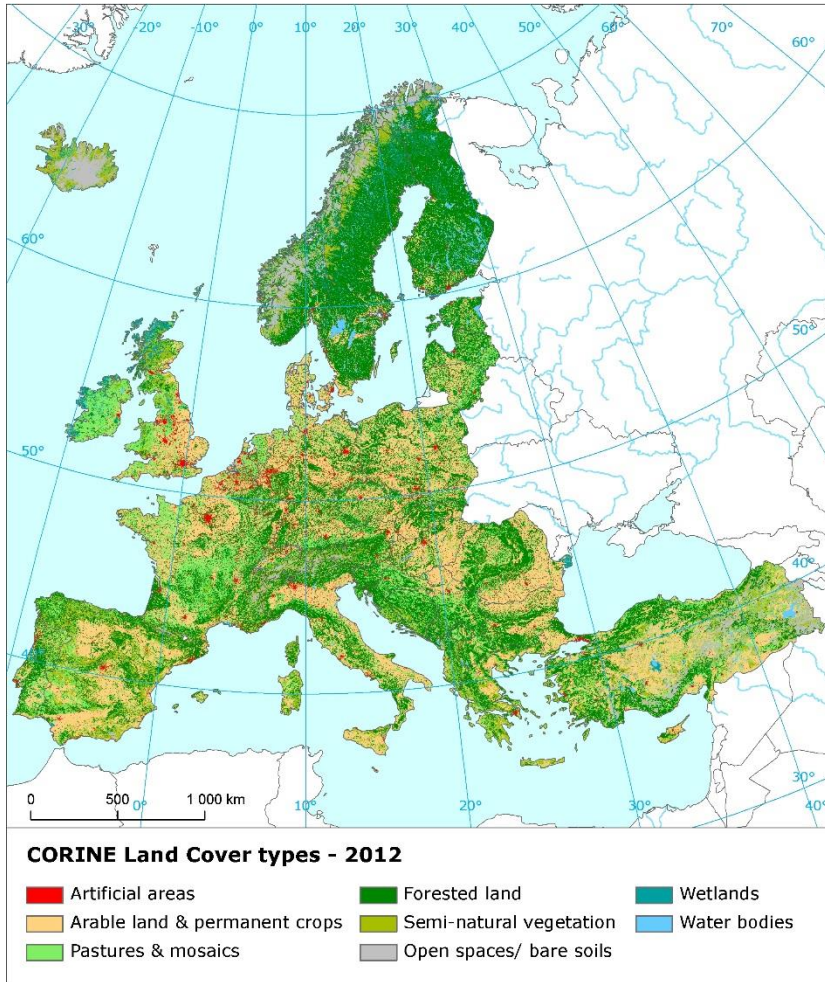 -30° -20° -10° 0° 10° 20° 30° 40° 50° 60° 70° 60°
60°
50°
50°
40°
40°
0 500 1 000 km
0° 10° 20° 30° 40°
30°
CORINE Land Cover types - 2012
Artificial areas
Forested land
Wetlands
Arable land & permanent crops
Semi-natural vegetation
Water bodies
Pastures & mosaics
Open spaces/ bare soils